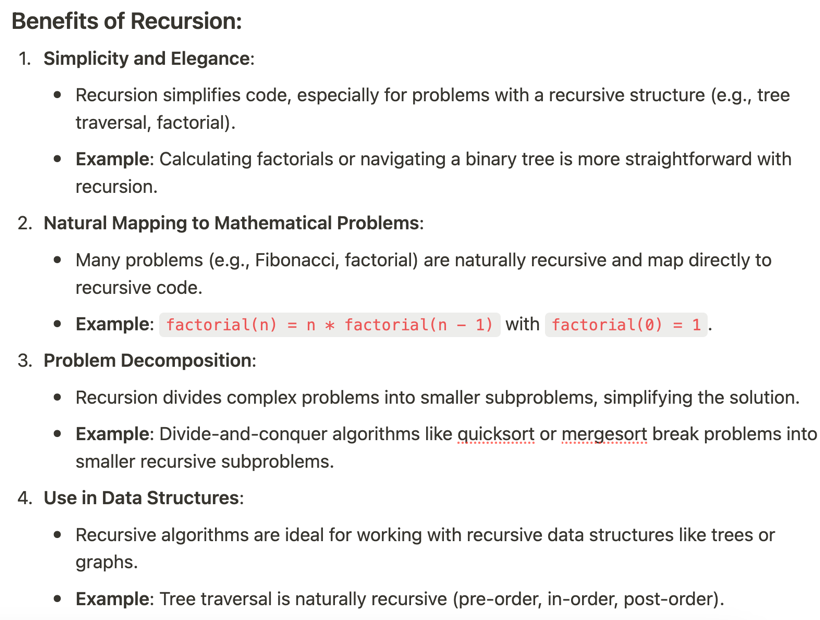 Benefits of Recursion:
1. Simplicity and Elegance:
• Recursion simplifies code, especially for problems with a recursive structure (e.g., tree
traversal, factorial).
• Example: Calculating factorials or navigating a binary tree is more straightforward with
recursion.
2. Natural Mapping to Mathematical Problems:
• Many problems (e.g., Fibonacci, factorial) are naturally recursive and map directly to
recursive code.
• Example: factorial(n) = n * factorial(n - 1) with factorial(0) = 1.
3. Problem Decomposition:
• Recursion divides complex problems into smaller subproblems, simplifying the solution.
• Example: Divide-and-conquer algorithms like quicksort or mergesort break problems into
smaller recursive subproblems.
4. Use in Data Structures:
• Recursive algorithms are ideal for working with recursive data structures like trees or
graphs.
• Example: Tree traversal is naturally recursive (pre-order, in-order, post-order).